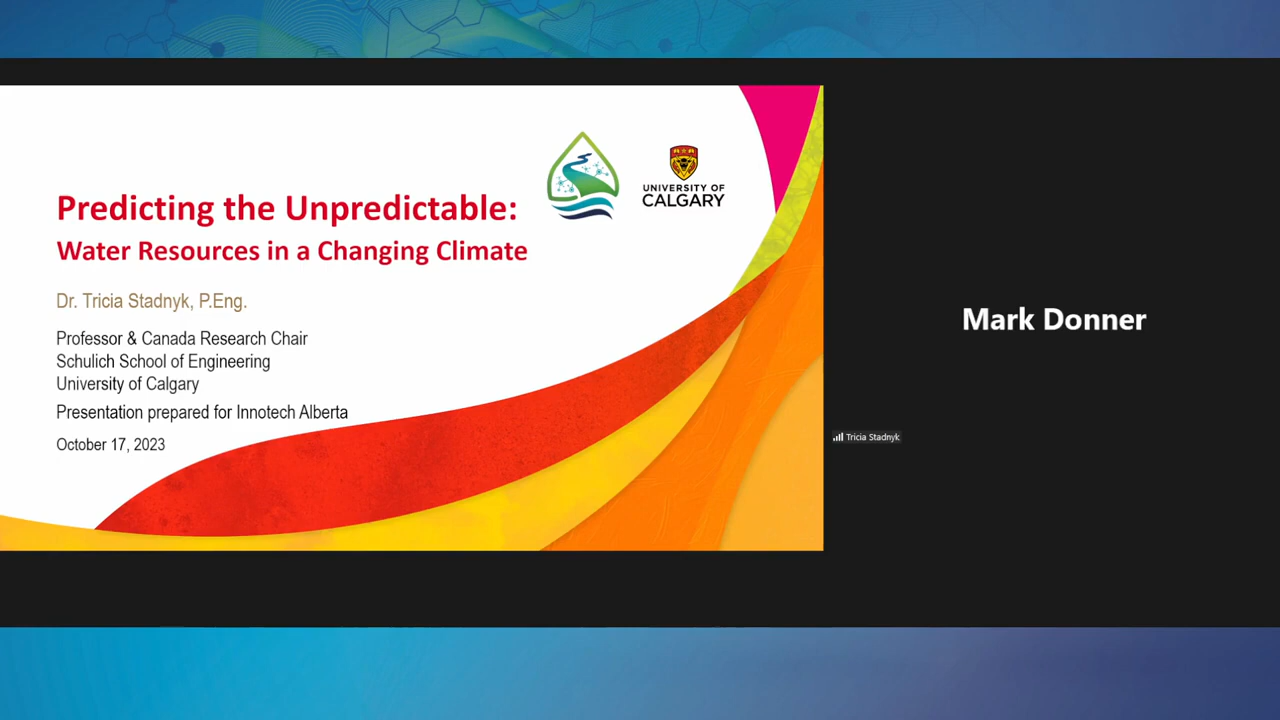 Predicting the Unpredictable:
Water Resources in a Changing Climate
UNIVERSITY OF
CALGARY
Dr. Tricia Stadnyk, P.Eng.
Professor & Canada Research Chair
Schulich School of Engineering
University of Calgary
Presentation prepared for Innotech Alberta
October 17, 2023
Mark Donner
Tricia Stadnyk